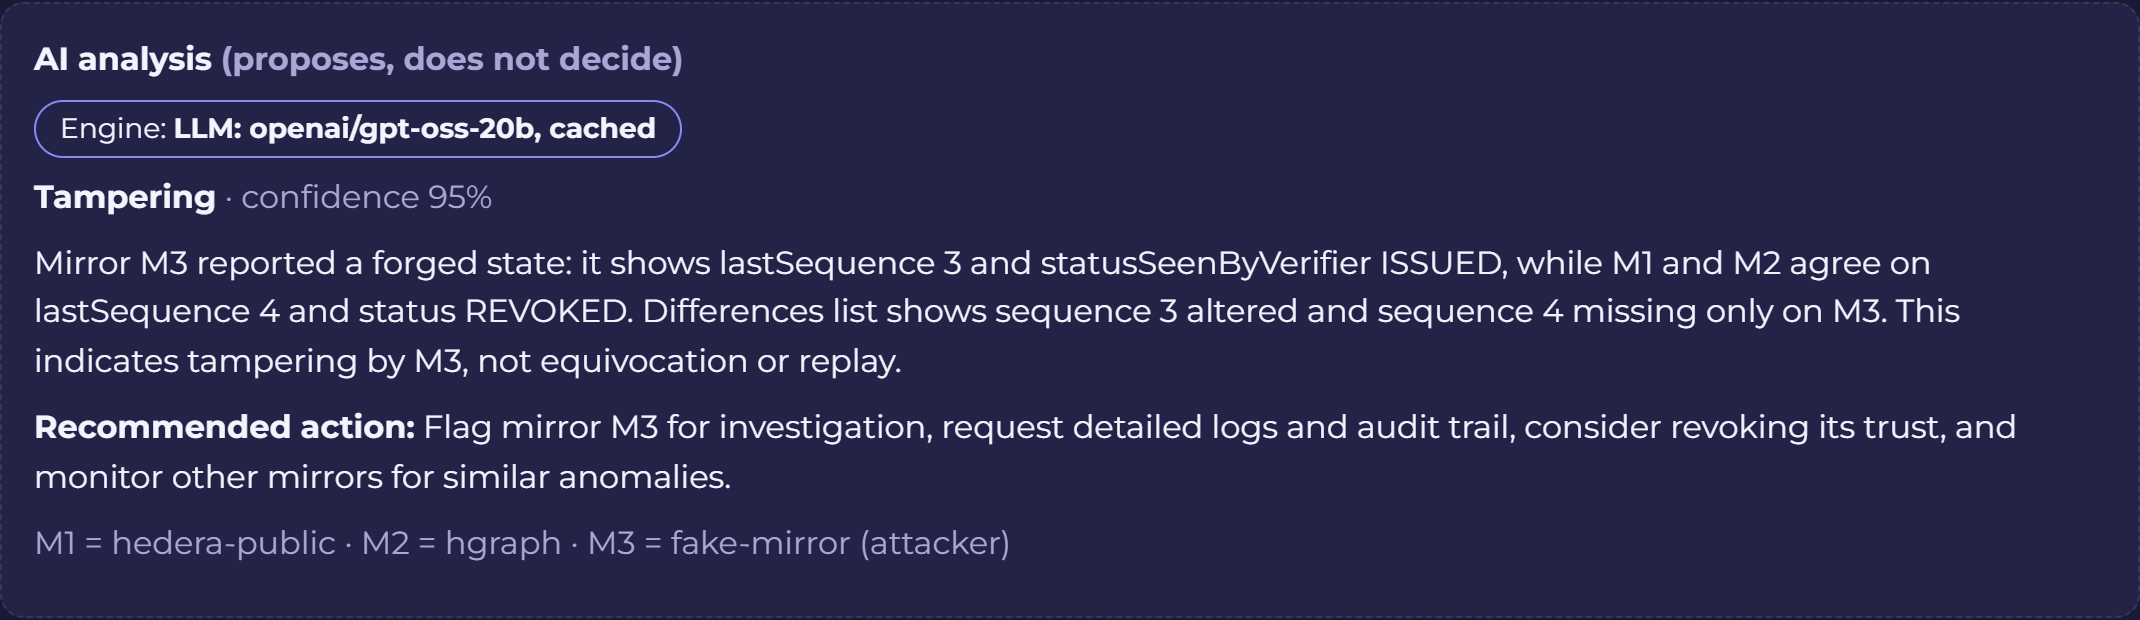 AI analysis (proposes, does not decide)
Engine: LLM: openai/gpt-oss-20b, cached
Tampering · confidence 95%
Mirror M3 reported a forged state: it shows lastSequence 3 and statusSeenByVerifier ISSUED, while M1 and M2 agree on
lastSequence 4 and status REVOKED. Differences list shows sequence 3 altered and sequence 4 missing only on M3. This
indicates tampering by M3, not equivocation or replay.
Recommended action: Flag mirror M3 for investigation, request detailed logs and audit trail, consider revoking its trust, and
monitor other mirrors for similar anomalies.
M1 = hedera-public · M2 = hgraph · M3 = fake-mirror (attacker)